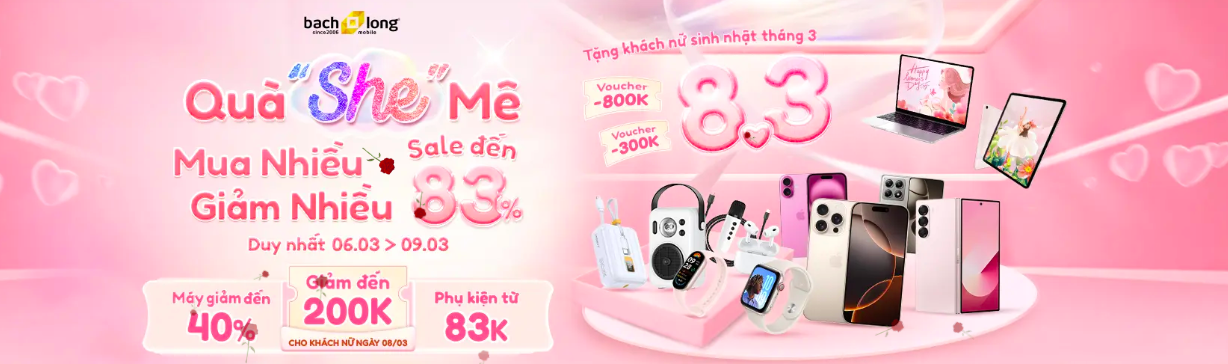 bach long
since2006 mobile
Quà "She" Mê
Mua Nhiều
Giảm Nhiều
Sale đến
83%
Duy nhất 06.03 > 09.03
Máy giảm đến
40%
Giảm đến
200K
CHO KHÁCH NỮ NGÀY 08/03
Phụ kiện từ
83K
Tặng khách nữ sinh nhật tháng 3
Voucher
-800K
Voucher
-300K
8.3